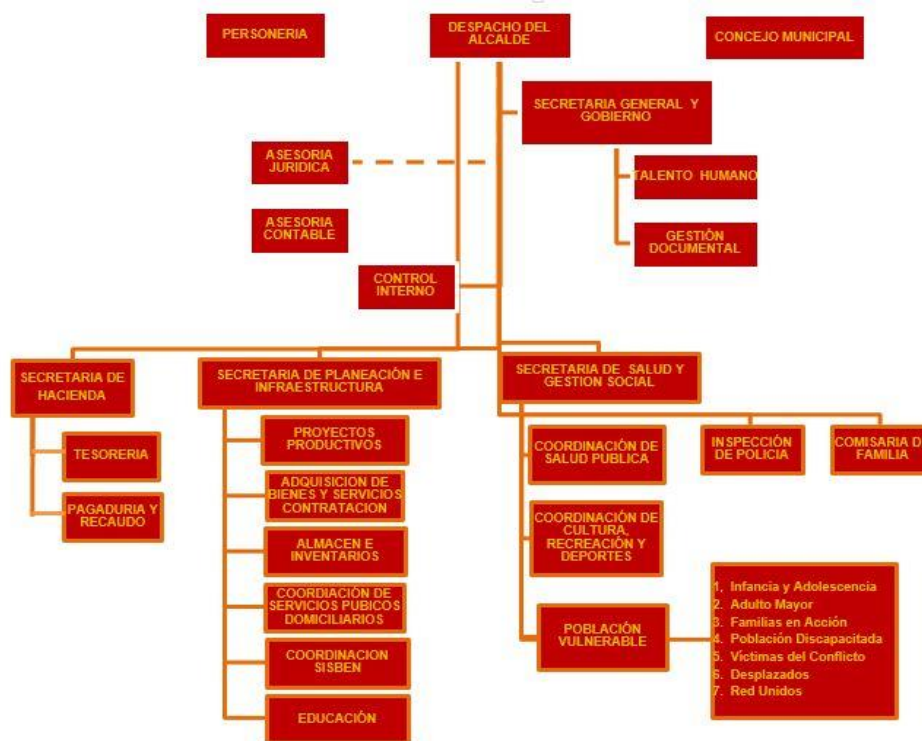 PERSONERIA
DESPACHO DEL
ALCALDE
CONCEJO MUNICIPAL
SECRETARIA GENERAL Y
GOBIERNO
ASESORIA
JURIDICA
TALENTO HUMANO
ASESORIA
CONTABLE
GESTIÓN
DOCUMENTAL
CONTROL
INTERNO
SECRETARIA DE
HACIENDA
SECRETARIA DE PLANEACIÓN E
INFRAESTRUCTURA
SECRETARIA DE SALUD Y
GESTION SOCIAL
TESORERIA
PAGADURIA Y
RECAUDO
PROYECTOS
PRODUCTIVOS
ADQUISICION DE
BIENES Y SERVICIOS
CONTRATACION
ALMACEN E
INVENTARIOS
COORDIACIÓN DE
SERVICIOS PUBICOS
DOMICILIARIOS
COORDINACION
SISBEN
EDUCACIÓN
COORDINACIÓN DE
SALUD PUBLICA
INSPECCIÓN
DE POLICIA
COMISARIA DE
FAMILIA
COORDINACIÓN DE
CULTURA,
RECREACIÓN Y
DEPORTES
POBLACIÓN
VULNERABLE
1, Infancia y Adolescencia
2. Adulto Mayor
3. Familias en Acción
4. Población Discapacitada
5. Víctimas del Conflicto
6. Desplazados
7. Red Unidos